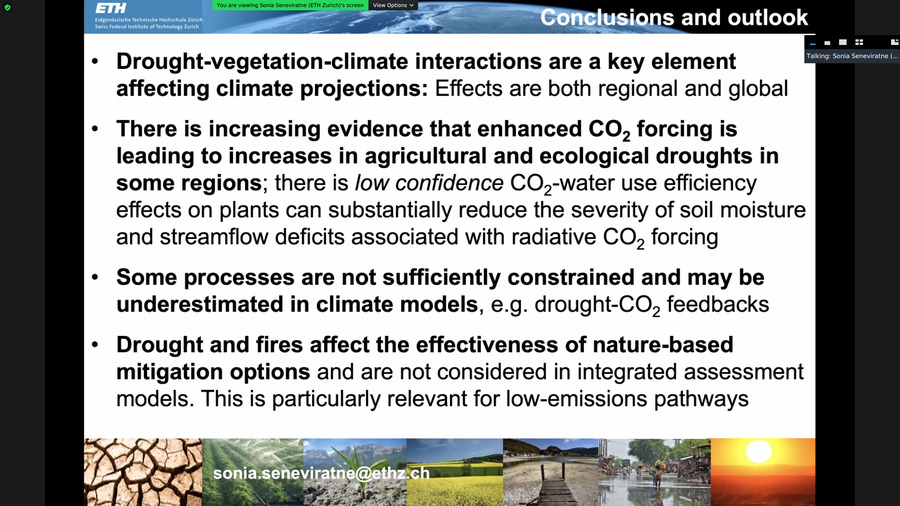 ETH
Eidgenössische Technische Hochschule Zürich
Swiss Federal Institute of Technology Zurich
You are viewing Sonia Seneviratne (ETH Zurich)'s screen
View Options
Conclusions and outlook
Talking: Sonia Seneviratne (...
• Drought-vegetation-climate interactions are a key element
affecting climate projections: Effects are both regional and global
• There is increasing evidence that enhanced CO₂ forcing is
leading to increases in agricultural and ecological droughts in
some regions; there is low confidence CO₂-water use efficiency
effects on plants can substantially reduce the severity of soil moisture
and streamflow deficits associated with radiative CO₂ forcing
• Some processes are not sufficiently constrained and may be
underestimated in climate models, e.g. drought-CO₂ feedbacks
• Drought and fires affect the effectiveness of nature-based
mitigation options and are not considered in integrated assessment
models. This is particularly relevant for low-emissions pathways
sonia.seneviratne@ethz.ch